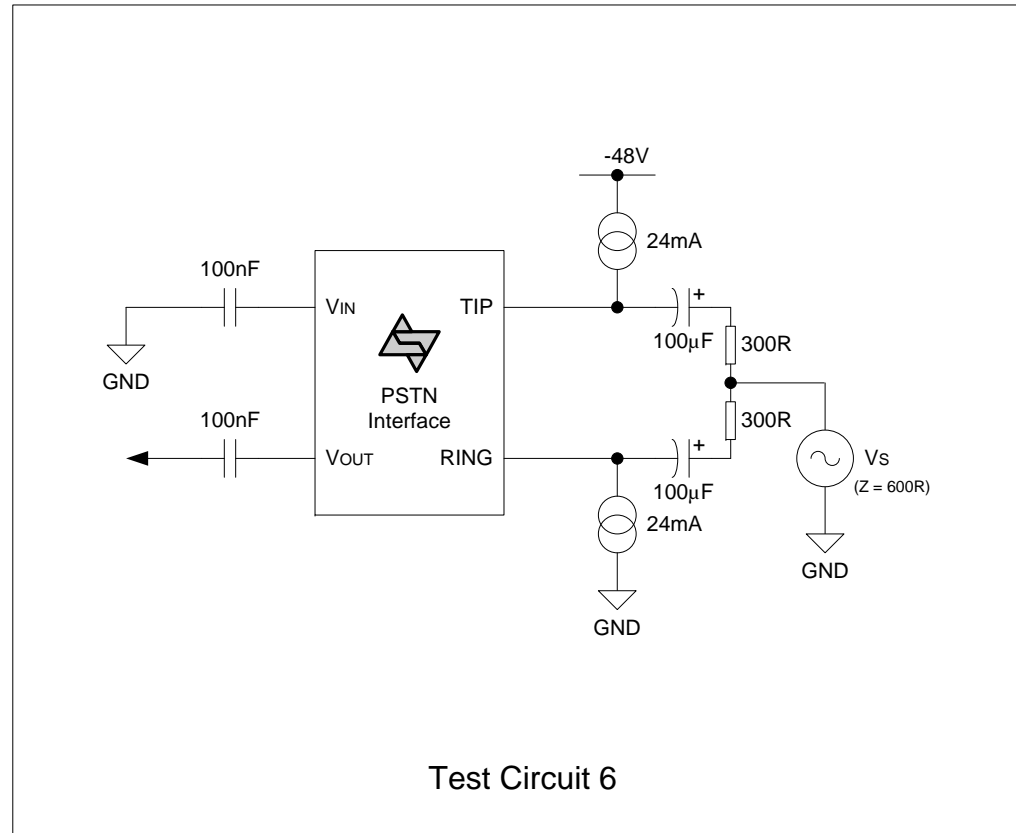 -48V
24mA
100nF
VIN
TIP
+
GND
100µF
300R
PSTN
Interface
100nF
300R
VOUT
RING
+
Vs
(Z = 600R)
100µF
24mA
GND
GND
Test Circuit 6